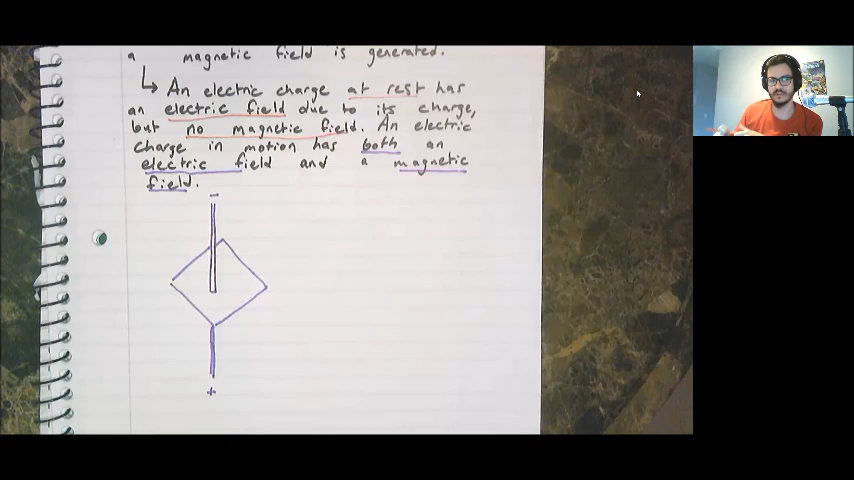 a magnetic field is generated.
↳ An electric charge at rest has
an electric field due to its charge,
but no magnetic field. An electric
charge in motion has both an
electric field and a magnetic
field.
-
+